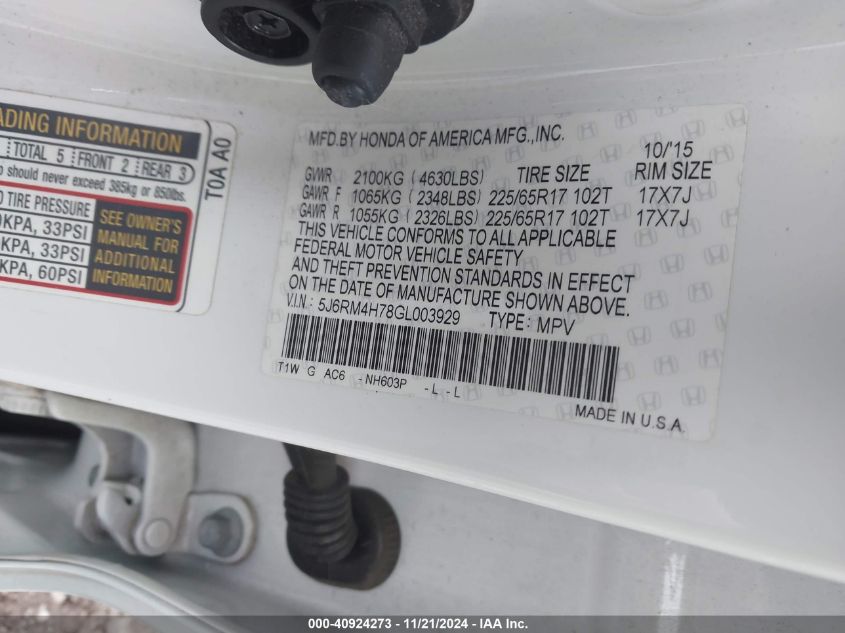 ADING INFORMATION
TOTAL 5 FRONT 2 REAR 3
should never exceed 385kg or 850lbs.
TIRE PRESSURE
KPA, 33PSI
KPA, 33PSI
KPA, 60PSI
SEE OWNER'S
MANUAL FOR
ADDITIONAL
INFORMATION
T0A A0
MFD.BY HONDA OF AMERICA MFG.,INC.
10/'15
GVWR 2100KG (4630LBS) TIRE SIZE RIM SIZE
GAWR F 1065KG (2348LBS) 225/65R17 102T 17X7J
GAWR R 1055KG (2326LBS) 225/65R17 102T 17X7J
THIS VEHICLE CONFORMS TO ALL APPLICABLE
FEDERAL MOTOR VEHICLE SAFETY,
AND THEFT PREVENTION STANDARDS IN EFFECT
ON THE DATE OF MANUFACTURE SHOWN ABOVE.
V.I.N.: 5J6RM4H78GL003929 TYPE: MPV
T1W G AC6 -NH603P -L -L
MADE IN U.S.A
000-40924273 - 11/21/2024 - IAA Inc.